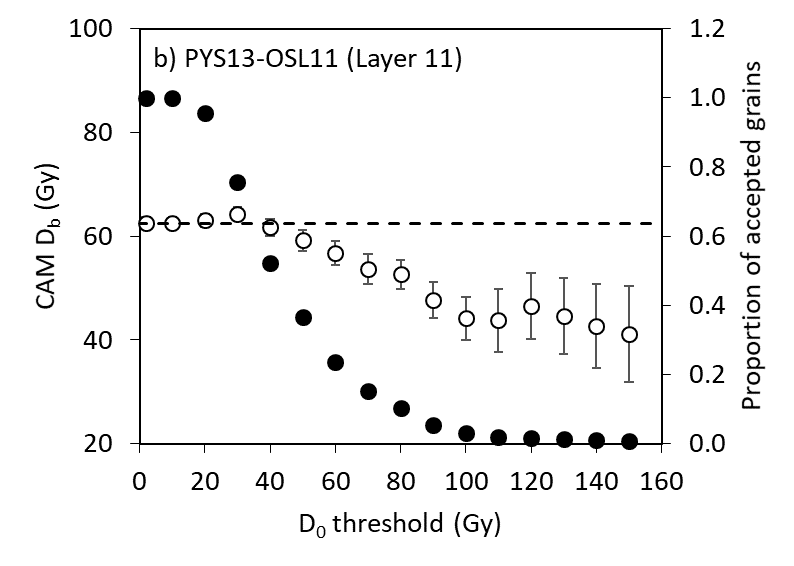 b) PYS13-OSL11 (Layer 11)
100
80
60
40
20
CAM Db (Gy)
1.2
1.0
0.8
0.6
0.4
0.2
0.0
Proportion of accepted grains
0 20 40 60 80 100 120 140 160
D0 threshold (Gy)